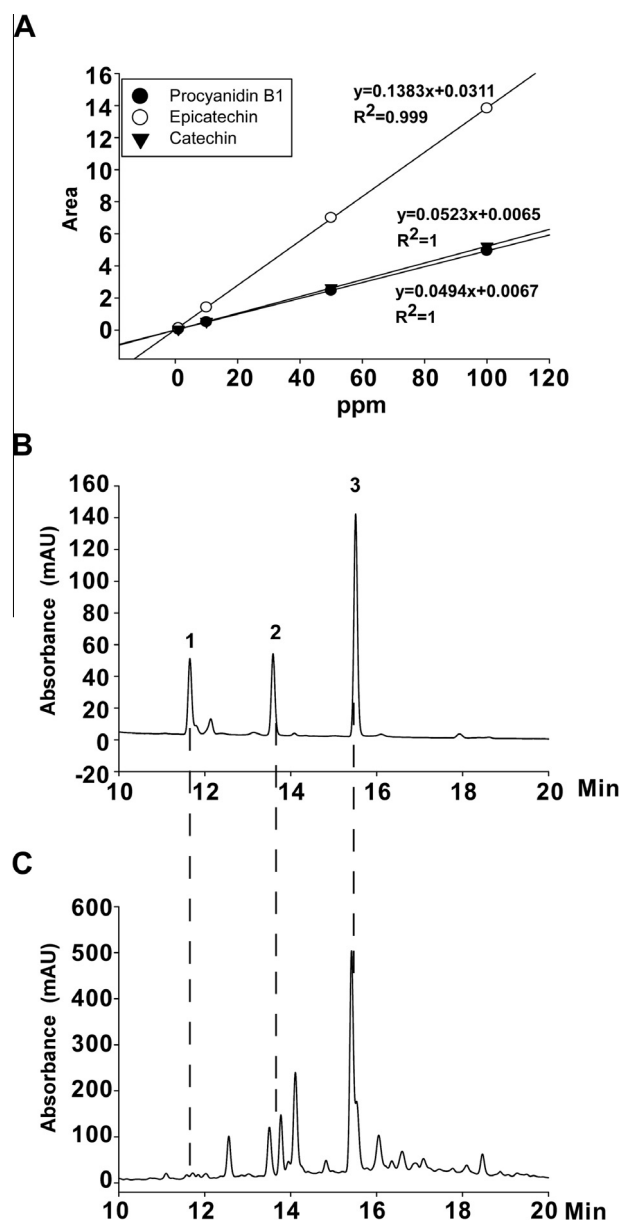 A
16
14
12
10
8
6
4
2
0
Area
Procyanidin B1
Epicatechin
Catechin
y=0.1383x+0.0311
R2=0.999
y=0.0523x+0.0065
R2=1
y=0.0494x+0.0067
R2=1
0 20 40 60 80 100 120
ppm
B
160
140
120
100
80
60
40
20
0
-20
Absorbance (mAU)
1
2
3
10 12 14 16 18 20 Min
C
600
500
400
300
200
100
0
Absorbance (mAU)
10 12 14 16 18 20 Min